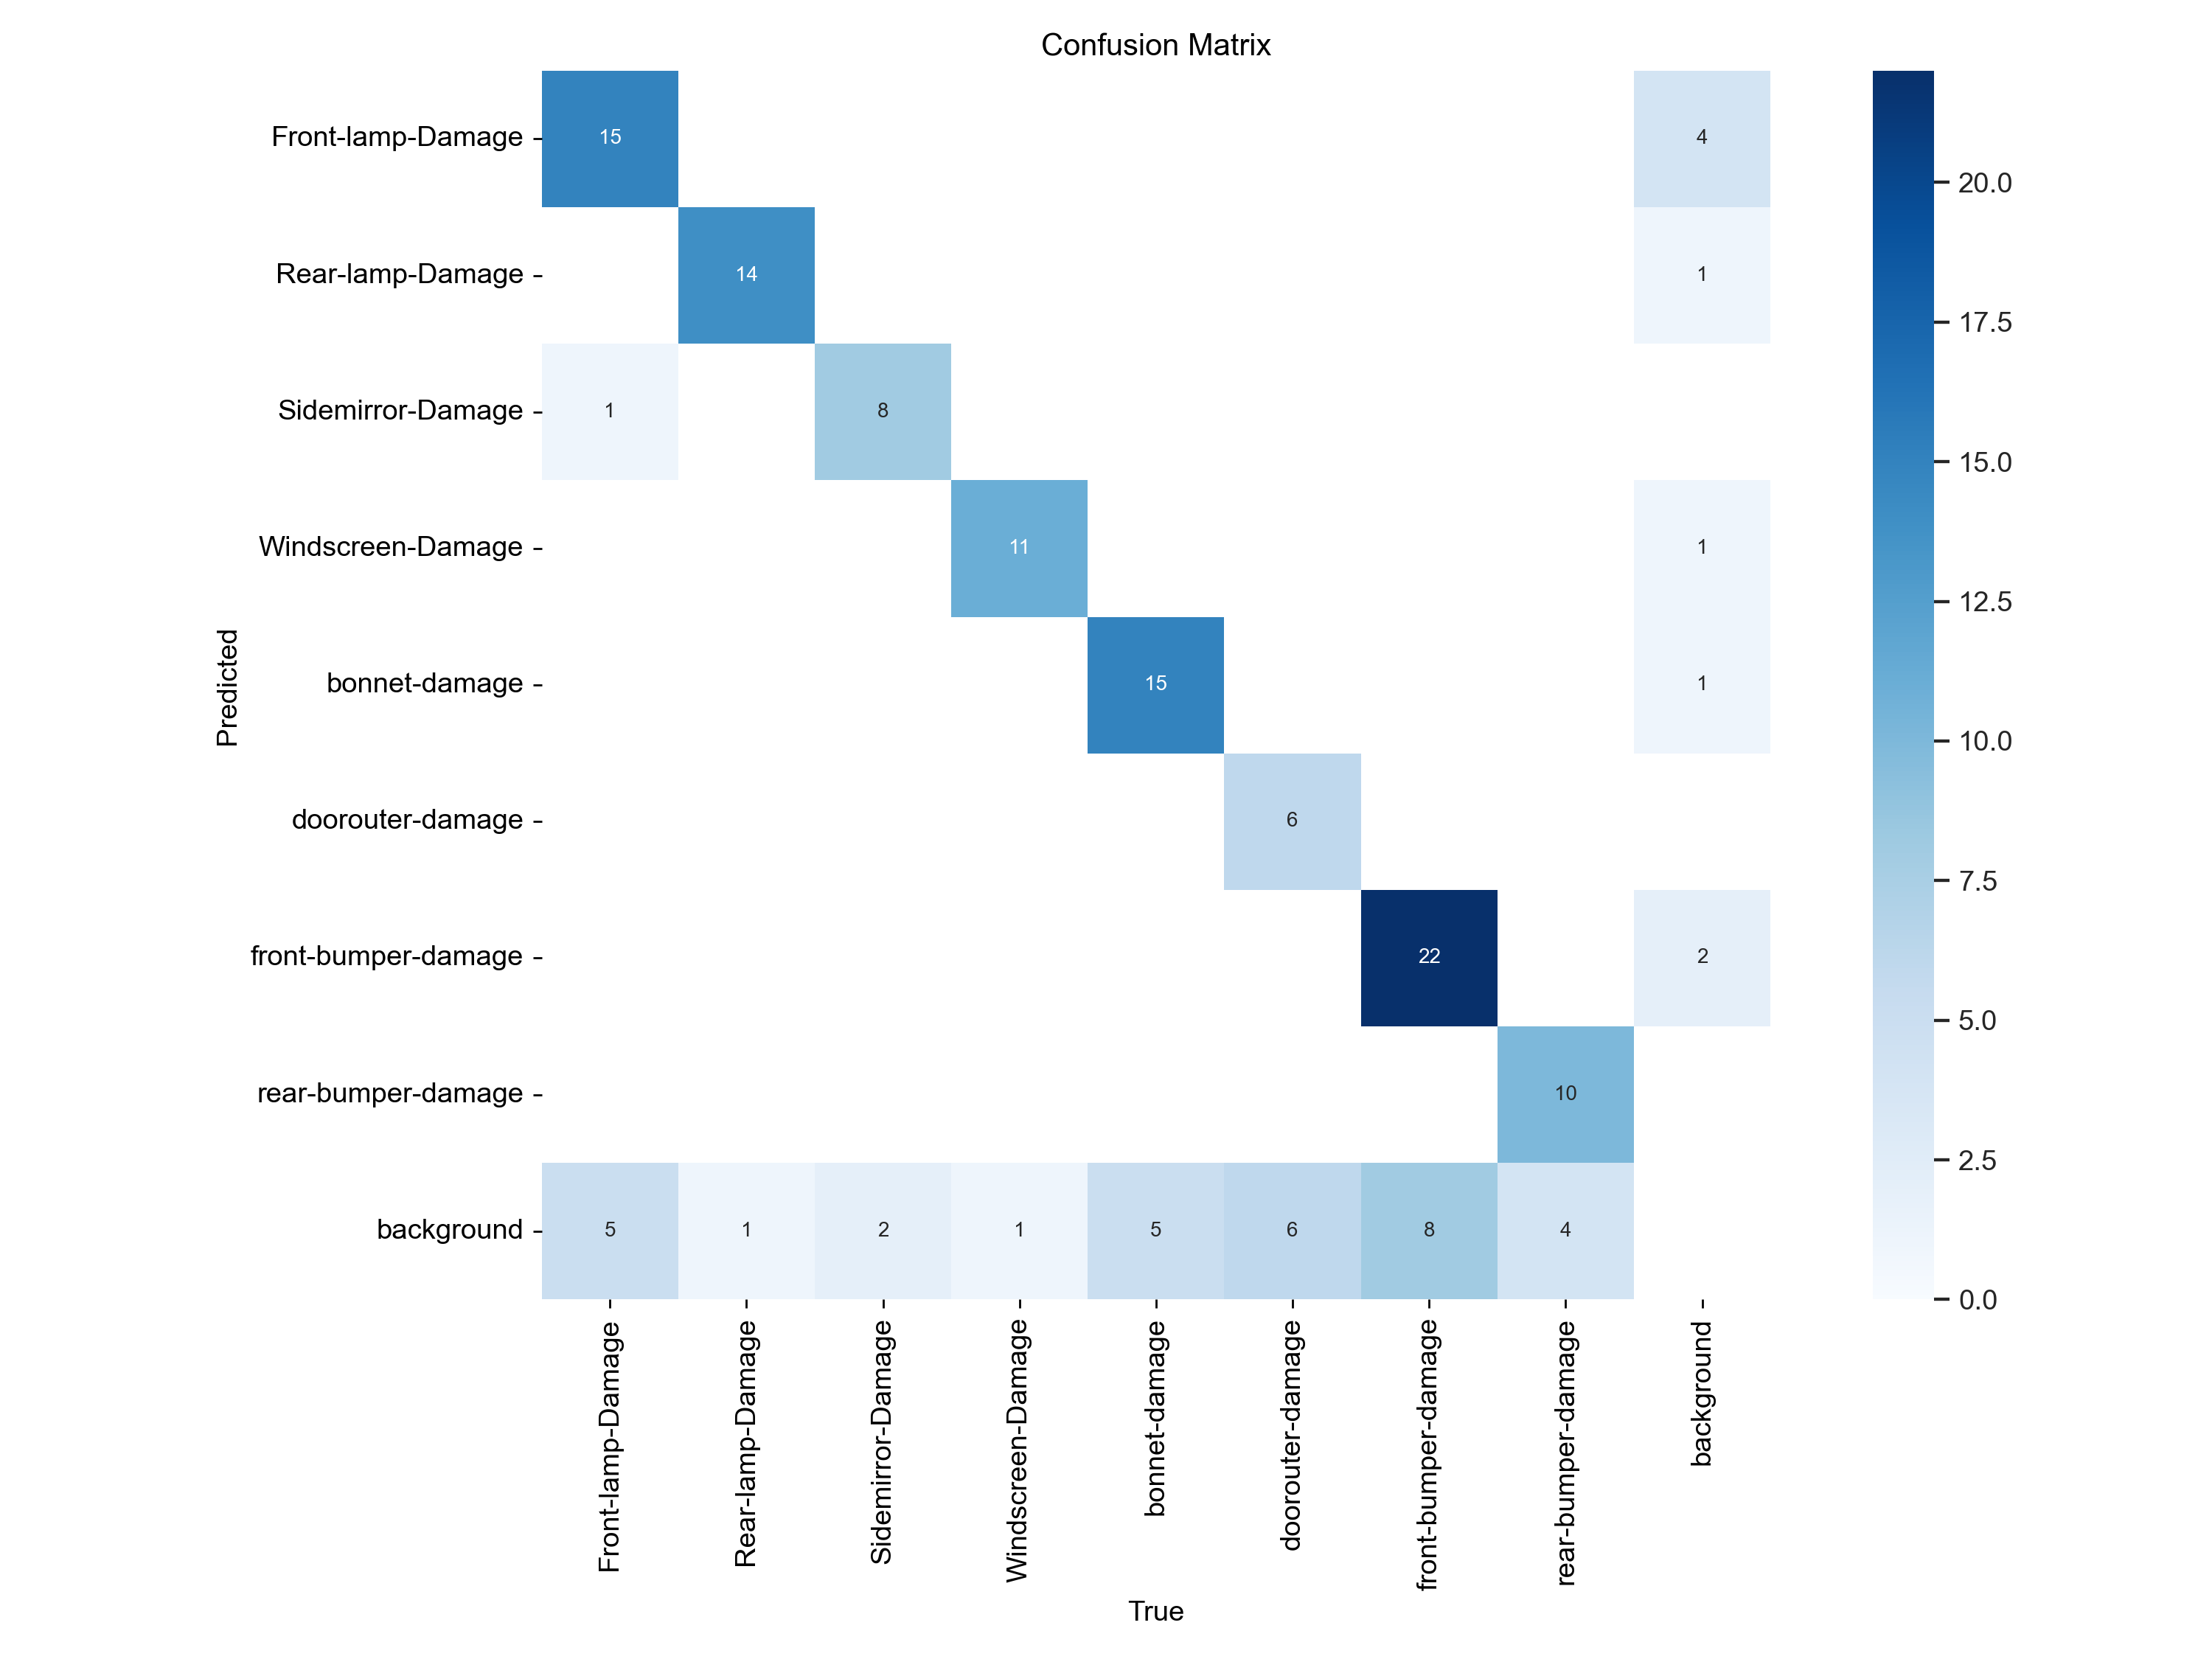 Confusion Matrix
Front-lamp-Damage 15 4
Rear-lamp-Damage 14 1
Sidemirror-Damage 1 8
Windscreen-Damage 11 1
bonnet-damage 15 1
doorouter-damage 6
front-bumper-damage 22 2
rear-bumper-damage 10
background 5 1 2 1 5 6 8 4
Predicted
Front-lamp-Damage
Rear-lamp-Damage
Sidemirror-Damage
Windscreen-Damage
bonnet-damage
doorouter-damage
front-bumper-damage
rear-bumper-damage
background
True
20.0
17.5
15.0
12.5
10.0
7.5
5.0
2.5
0.0